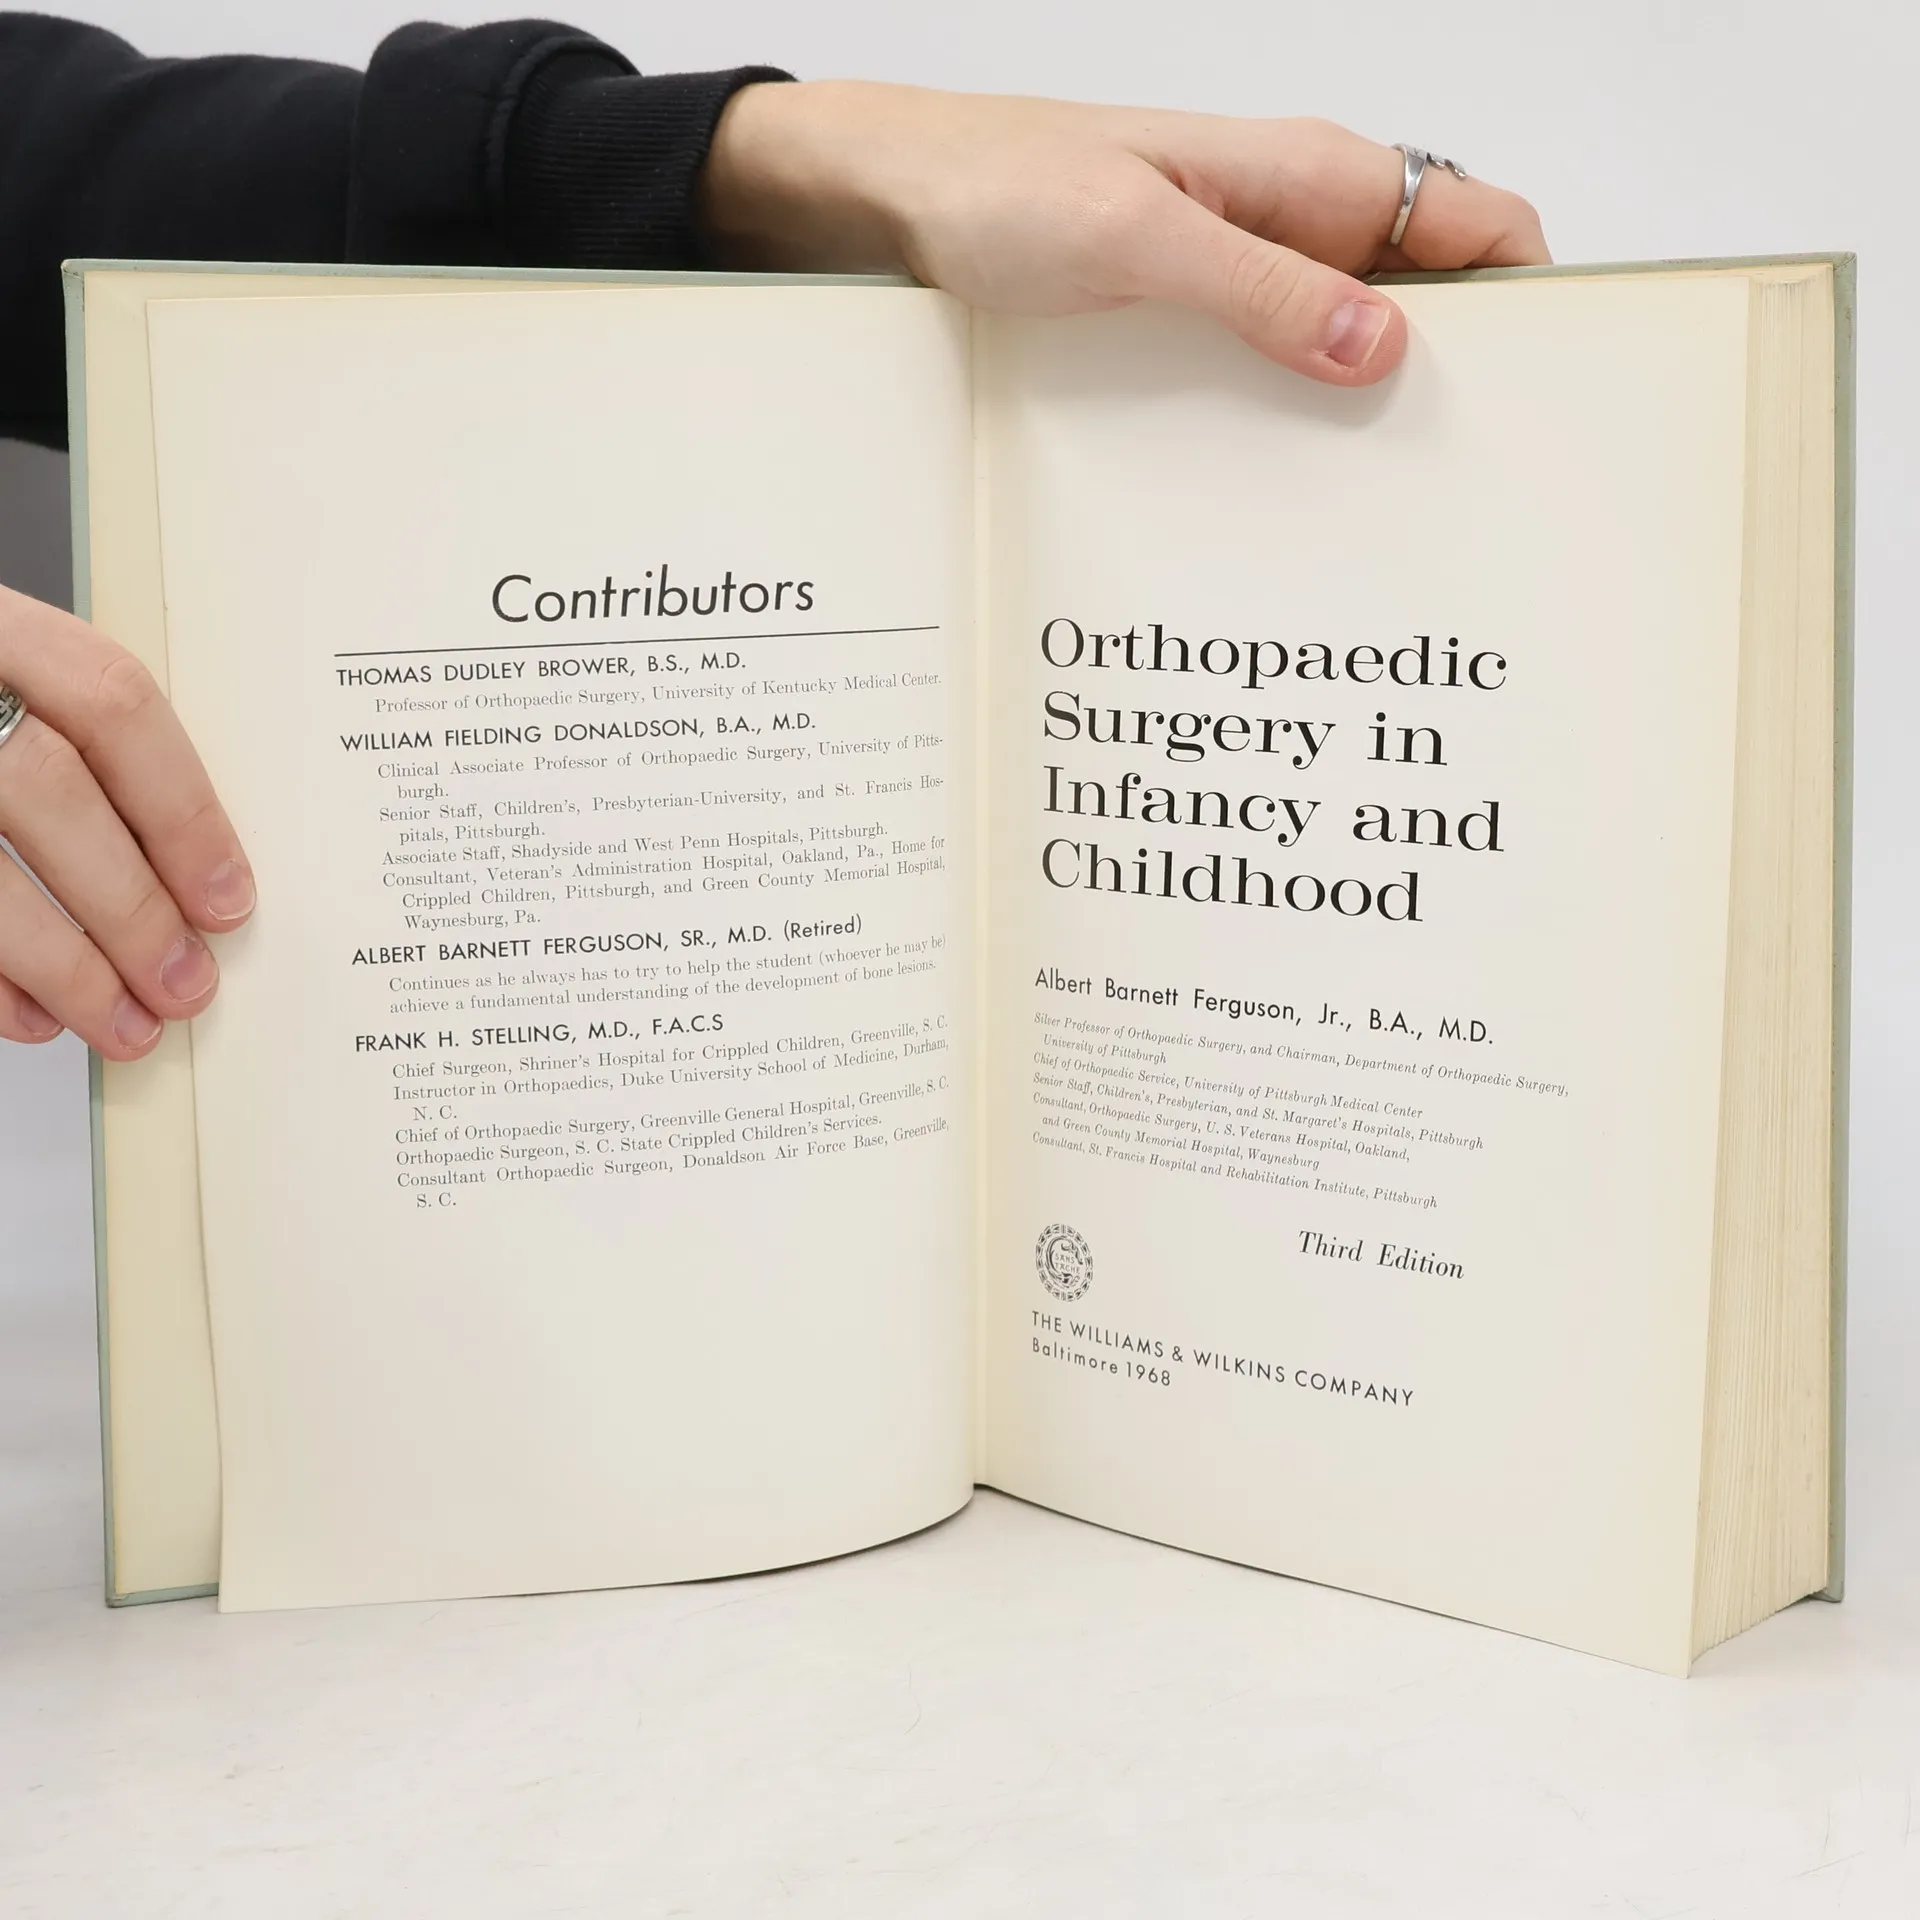 Contributors
THOMAS DUDLEY BROWER, B.S., M.D.
Professor of Orthopaedic Surgery, University of Kentucky Medical Center.
WILLIAM FIELDING DONALDSON, B.A., M.D.
Clinical Associate Professor of Orthopaedic Surgery, University of Pitts-
burgh.
Senior Staff, Children's, Presbyterian-University, and St. Francis Hos-
pitals, Pittsburgh.
Associate Staff, Shadyside and West Penn Hospitals, Pittsburgh.
Consultant, Veteran's Administration Hospital, Oakland, Pa., Home for
Crippled Children, Pittsburgh, and Green County Memorial Hospital,
Waynesburg, Pa.
ALBERT BARNETT FERGUSON, SR., M.D. (Retired)
Continues as he always has to try to help the student (whoever he may be)
achieve a fundamental understanding of the development of bone lesions.
FRANK H. STELLING, M.D., F.A.C.S
Chief Surgeon, Shriner's Hospital for Crippled Children, Greenville, S. C.
Instructor in Orthopaedics, Duke University School of Medicine, Durham,
N. C.
Chief of Orthopaedic Surgery, Greenville General Hospital, Greenville, S. C.
Orthopaedic Surgeon, S. C. State Crippled Children's Services.
Consultant Orthopaedic Surgeon, Donaldson Air Force Base, Greenville,
S. C.
Orthopaedic
Surgery in
Infancy and
Childhood
Albert Barnett Ferguson, Jr., B.A., M.D.
Silver Professor of Orthopaedic Surgery, and Chairman, Department of Orthopaedic Surgery,
University of Pittsburgh
Chief of Orthopaedic Service, University of Pittsburgh Medical Center
Senior Staff, Children's, Presbyterian, and St. Margaret's Hospitals, Pittsburgh
Consultant, Orthopaedic Surgery, U. S. Veterans Hospital, Oakland,
and Green County Memorial Hospital, Waynesburg
Consultant, St. Francis Hospital and Rehabilitation Institute, Pittsburgh
Third Edition
SANS
TACHE
THE WILLIAMS & WILKINS COMPANY
Baltimore 1968